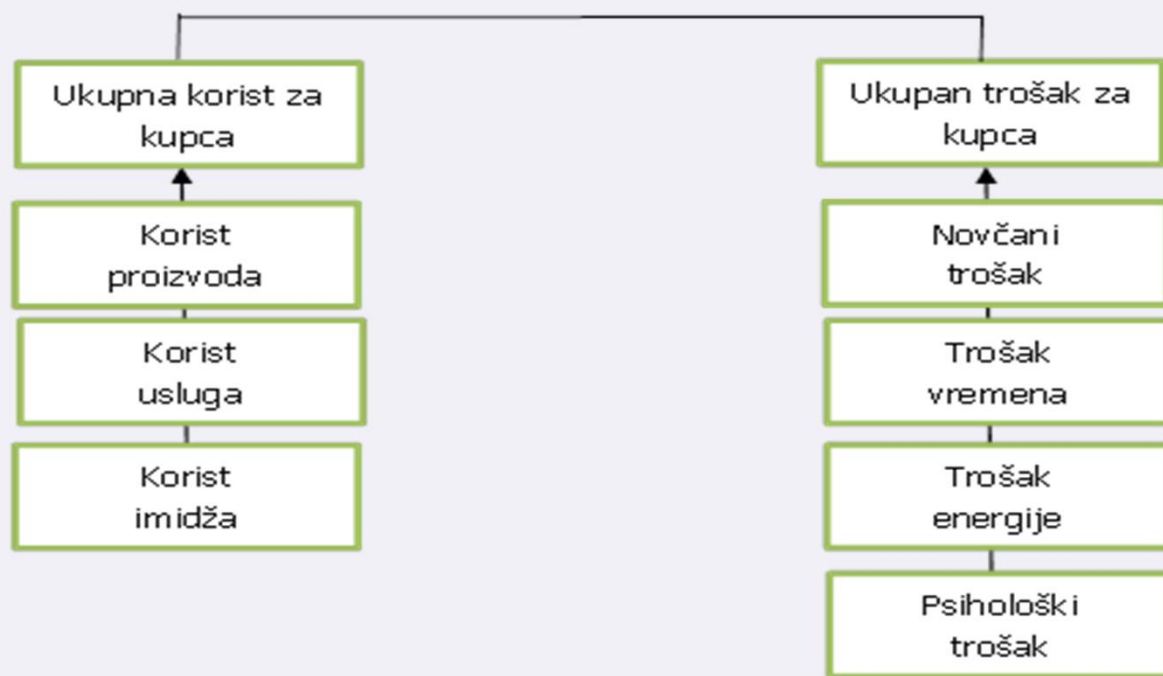 Ukupna korist za
kupca
Korist
proizvoda
Korist
usluga
Korist
imidža
Ukupan trošak za
kupca
Novčani
trošak
Trošak
vremena
Trošak
energije
Psihološki
trošak